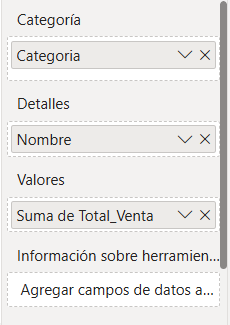 Categoría
Categoria
Detalles
Nombre
Valores
Suma de Total_Venta
Información sobre herramien...
Agregar campos de datos a...